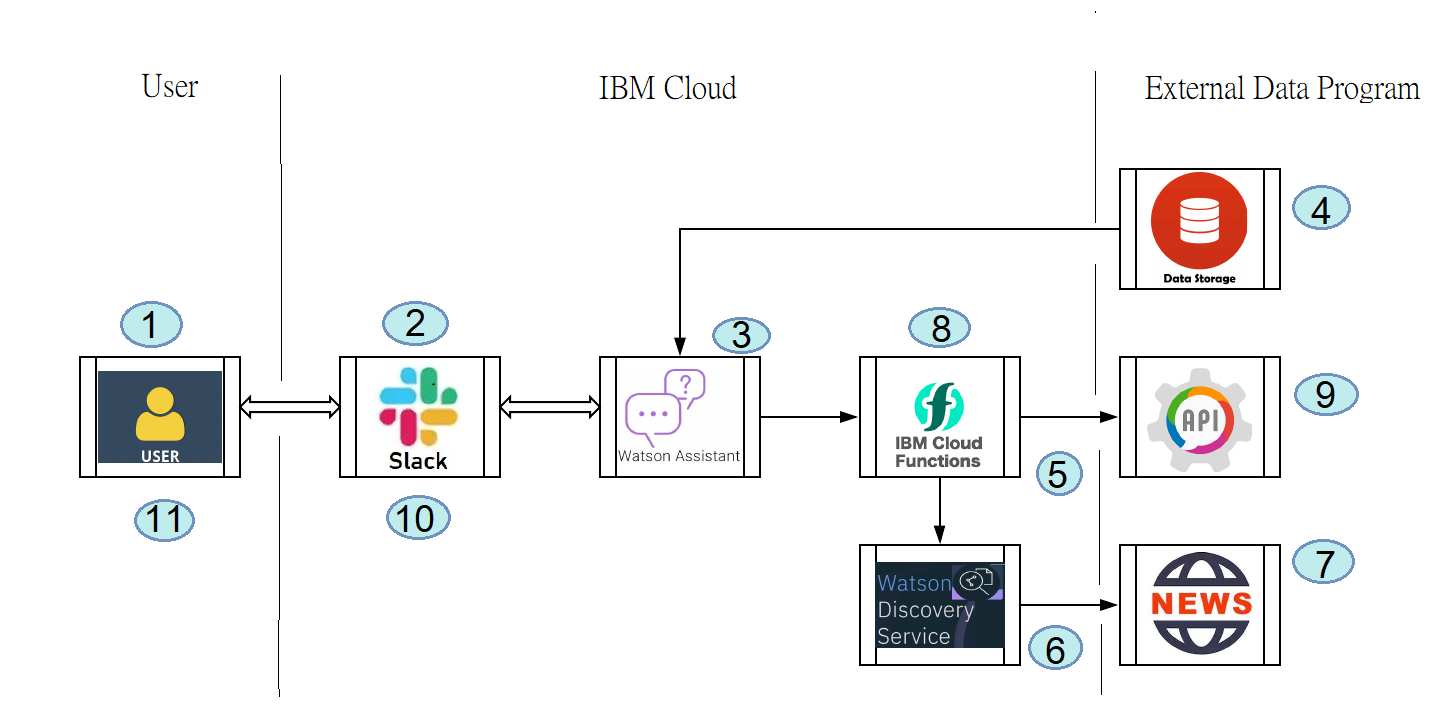 User
IBM Cloud
External Data Program
4
Data Storage
1
2
3
8
9
USER
Slack
?
Watson Assistant
f
IBM Cloud
Functions
API
11
10
5
7
Watson
Discovery
Service
NEWS
6